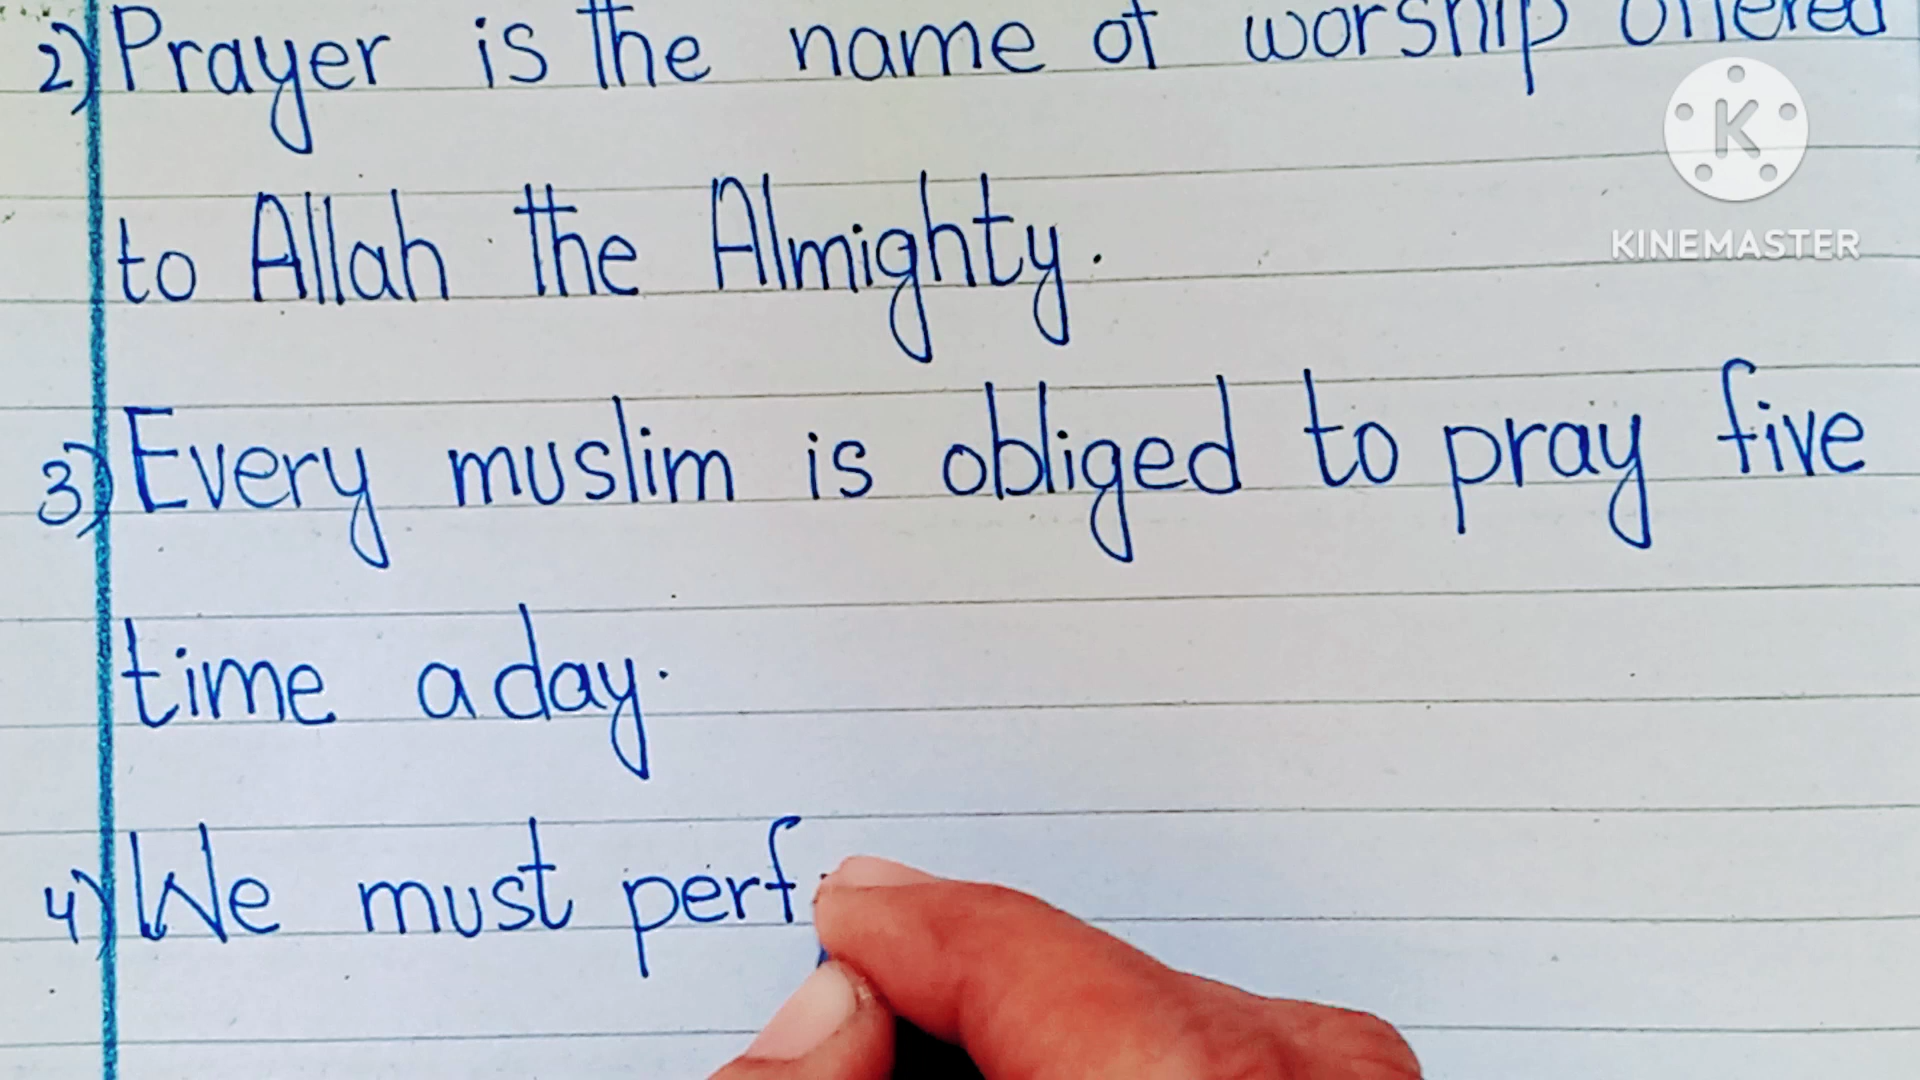 2) Prayer is the name of worship offered
K
KINEMASTER
to Allah the Almighty.
3) Every muslim is obliged to pray five
time a day.
4) We must perf